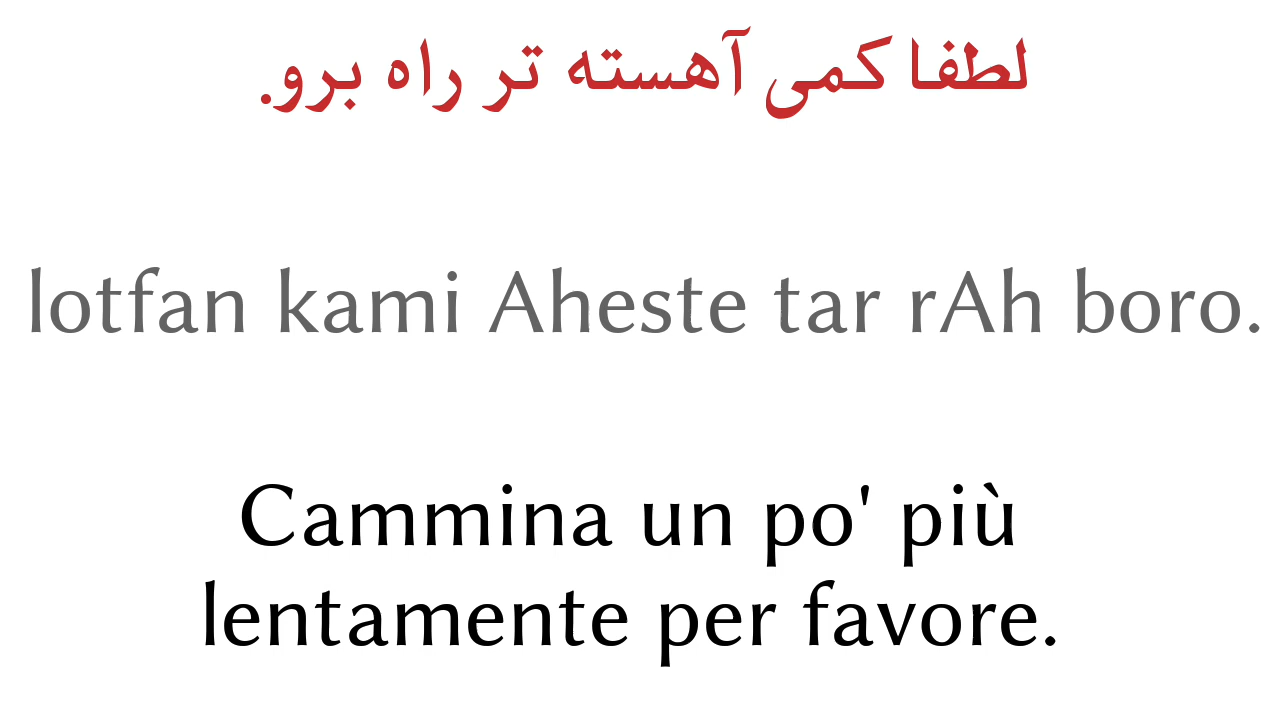 لطفا کمی آهسته تر راه برو.
lotfan kami Aheste tar rAh boro.
Cammina un po' più
lentamente per favore.